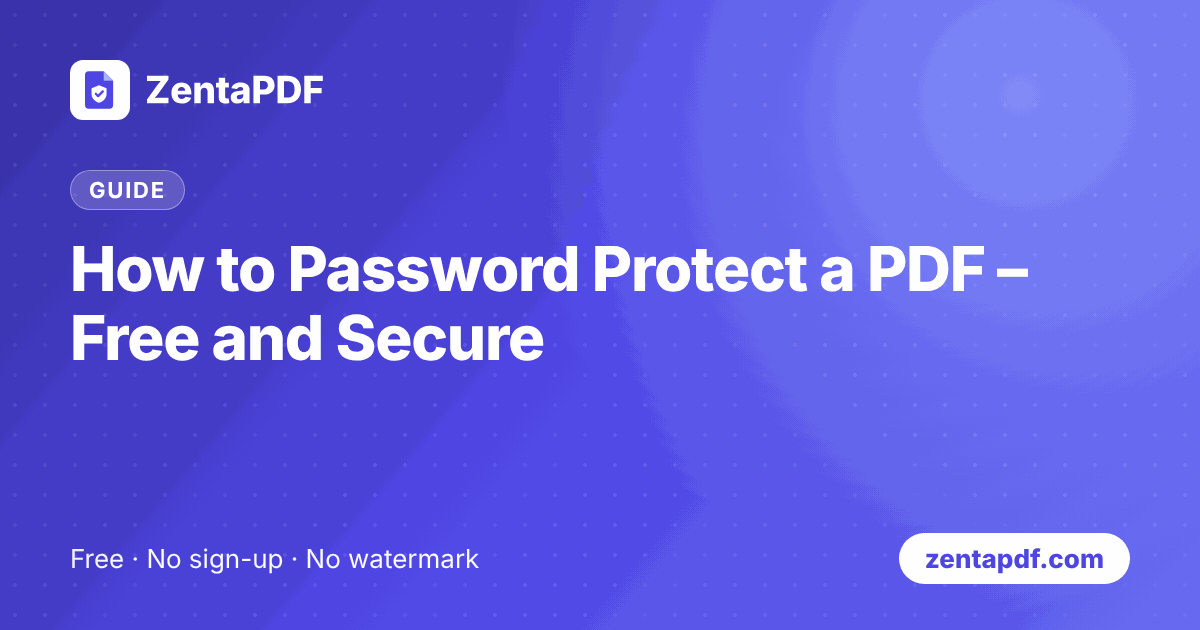 ZentaPDF
GUIDE
How to Password Protect a PDF –
Free and Secure
Free · No sign-up · No watermark
zentapdf.com